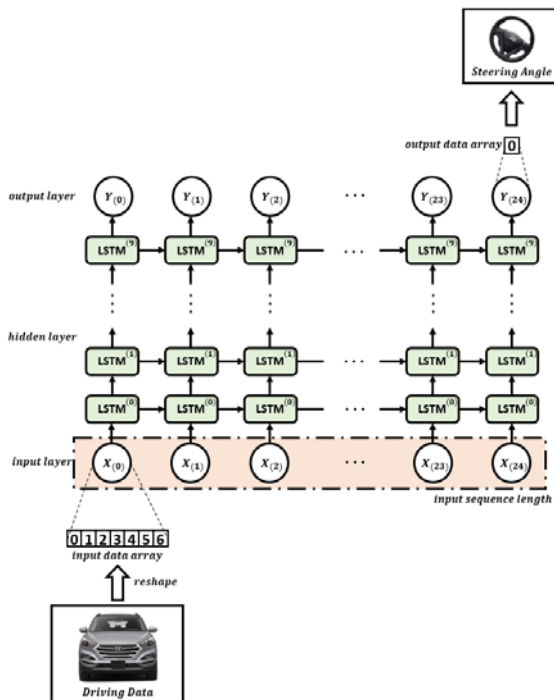 Steering Angle
output data array 0
output layer Y(0) Y(1) Y(2) ... Y(23) Y(24)
LSTM(9) LSTM(9) LSTM(9) ... LSTM(9) LSTM(9)
hidden layer
LSTM(1) LSTM(1) LSTM(1) ... LSTM(1) LSTM(1)
LSTM(0) LSTM(0) LSTM(0) ... LSTM(0) LSTM(0)
input layer X(0) X(1) X(2) ... X(23) X(24)
input sequence length
0 1 2 3 4 5 6
input data array
reshape
Driving Data